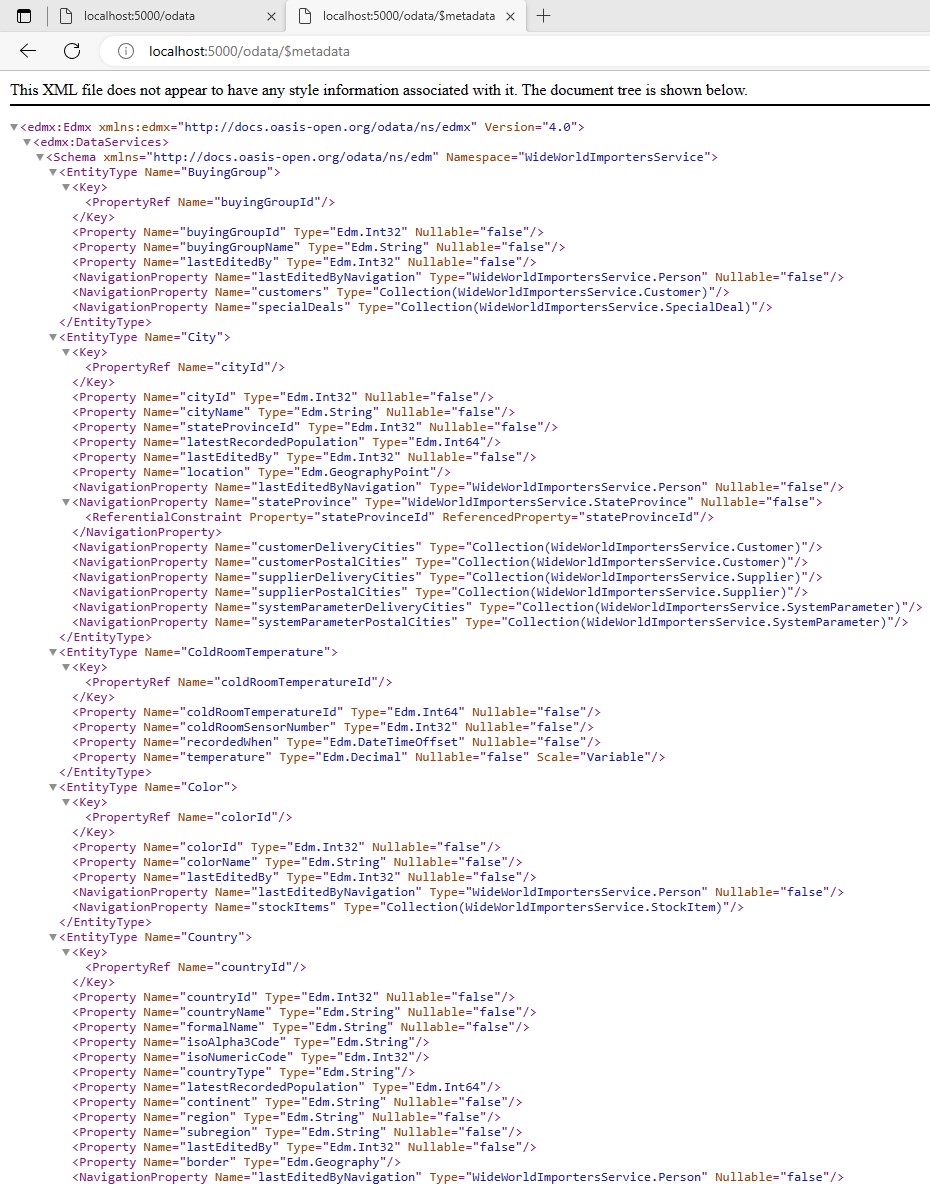 localhost:5000/odata
localhost:5000/odata/$metadata
localhost:5000/odata/$metadata
This XML file does not appear to have any style information associated with it. The document tree is shown below.
<edmx:Edmx xmlns:edmx="http://docs.oasis-open.org/odata/ns/edmx" Version="4.0">
<edmx:DataServices>
<Schema xmlns="http://docs.oasis-open.org/odata/ns/edm" Namespace="WideWorldImportersService">
<EntityType Name="BuyingGroup">
<Key>
<PropertyRef Name="buyingGroupId"/>
</Key>
<Property Name="buyingGroupId" Type="Edm.Int32" Nullable="false"/>
<Property Name="buyingGroupName" Type="Edm.String" Nullable="false"/>
<Property Name="lastEditedBy" Type="Edm.Int32" Nullable="false"/>
<NavigationProperty Name="lastEditedByNavigation" Type="WideWorldImportersService.Person" Nullable="false"/>
<NavigationProperty Name="customers" Type="Collection(WideWorldImportersService.Customer)"/>
<NavigationProperty Name="specialDeals" Type="Collection(WideWorldImportersService.SpecialDeal)"/>
</EntityType>
<EntityType Name="City">
<Key>
<PropertyRef Name="cityId"/>
</Key>
<Property Name="cityId" Type="Edm.Int32" Nullable="false"/>
<Property Name="cityName" Type="Edm.String" Nullable="false"/>
<Property Name="stateProvinceId" Type="Edm.Int32" Nullable="false"/>
<Property Name="latestRecordedPopulation" Type="Edm.Int64"/>
<Property Name="lastEditedBy" Type="Edm.Int32" Nullable="false"/>
<Property Name="location" Type="Edm.GeographyPoint"/>
<NavigationProperty Name="lastEditedByNavigation" Type="WideWorldImportersService.Person" Nullable="false"/>
<NavigationProperty Name="stateProvince" Type="WideWorldImportersService.StateProvince" Nullable="false">
<ReferentialConstraint Property="stateProvinceId" ReferencedProperty="stateProvinceId"/>
</NavigationProperty>
<NavigationProperty Name="customerDeliveryCities" Type="Collection(WideWorldImportersService.Customer)"/>
<NavigationProperty Name="customerPostalCities" Type="Collection(WideWorldImportersService.Customer)"/>
<NavigationProperty Name="supplierDeliveryCities" Type="Collection(WideWorldImportersService.Supplier)"/>
<NavigationProperty Name="supplierPostalCities" Type="Collection(WideWorldImportersService.Supplier)"/>
<NavigationProperty Name="systemParameterDeliveryCities" Type="Collection(WideWorldImportersService.SystemParameter)"/>
<NavigationProperty Name="systemParameterPostalCities" Type="Collection(WideWorldImportersService.SystemParameter)"/>
</EntityType>
<EntityType Name="ColdRoomTemperature">
<Key>
<PropertyRef Name="coldRoomTemperatureId"/>
</Key>
<Property Name="coldRoomTemperatureId" Type="Edm.Int64" Nullable="false"/>
<Property Name="coldRoomSensorNumber" Type="Edm.Int32" Nullable="false"/>
<Property Name="recordedWhen" Type="Edm.DateTimeOffset" Nullable="false"/>
<Property Name="temperature" Type="Edm.Decimal" Nullable="false" Scale="Variable"/>
</EntityType>
<EntityType Name="Color">
<Key>
<PropertyRef Name="colorId"/>
</Key>
<Property Name="colorId" Type="Edm.Int32" Nullable="false"/>
<Property Name="colorName" Type="Edm.String" Nullable="false"/>
<Property Name="lastEditedBy" Type="Edm.Int32" Nullable="false"/>
<NavigationProperty Name="lastEditedByNavigation" Type="WideWorldImportersService.Person" Nullable="false"/>
<NavigationProperty Name="stockItems" Type="Collection(WideWorldImportersService.StockItem)"/>
</EntityType>
<EntityType Name="Country">
<Key>
<PropertyRef Name="countryId"/>
</Key>
<Property Name="countryId" Type="Edm.Int32" Nullable="false"/>
<Property Name="countryName" Type="Edm.String" Nullable="false"/>
<Property Name="formalName" Type="Edm.String" Nullable="false"/>
<Property Name="isoAlpha3Code" Type="Edm.String"/>
<Property Name="isoNumericCode" Type="Edm.Int32"/>
<Property Name="countryType" Type="Edm.String"/>
<Property Name="latestRecordedPopulation" Type="Edm.Int64"/>
<Property Name="continent" Type="Edm.String" Nullable="false"/>
<Property Name="region" Type="Edm.String" Nullable="false"/>
<Property Name="subregion" Type="Edm.String" Nullable="false"/>
<Property Name="lastEditedBy" Type="Edm.Int32" Nullable="false"/>
<Property Name="border" Type="Edm.Geography"/>
<NavigationProperty Name="lastEditedByNavigation" Type="WideWorldImportersService.Person" Nullable="false"/>